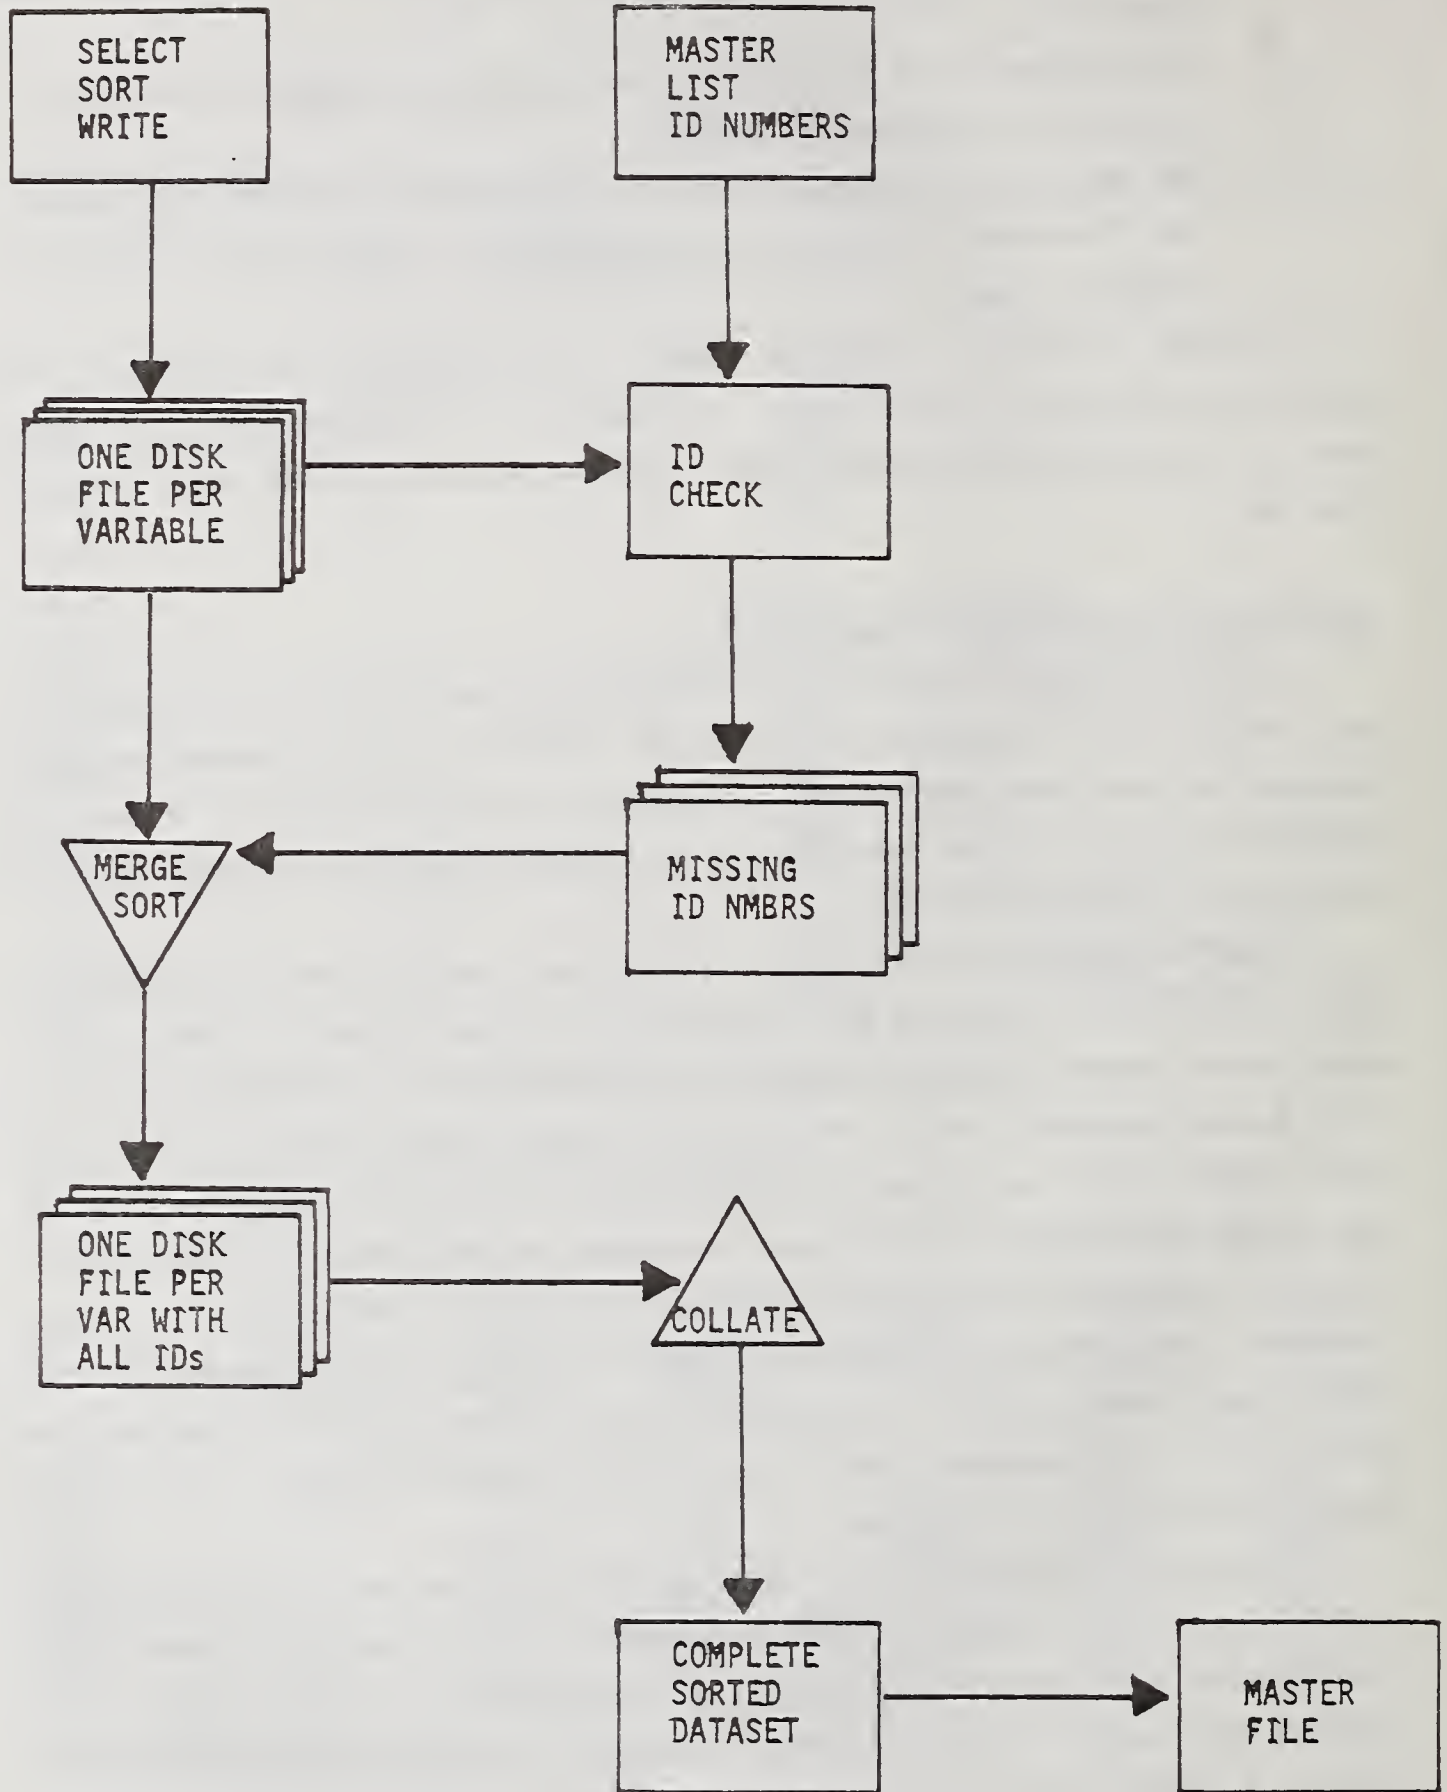 SELECT
SORT
WRITE
MASTER
LIST
ID NUMBERS
ONE DISK
FILE PER
VARIABLE
ID
CHECK
MERGE
SORT
MISSING
ID NMBRS
ONE DISK
FILE PER
VAR WITH
ALL IDs
COLLATE
COMPLETE
SORTED
DATASET
MASTER
FILE